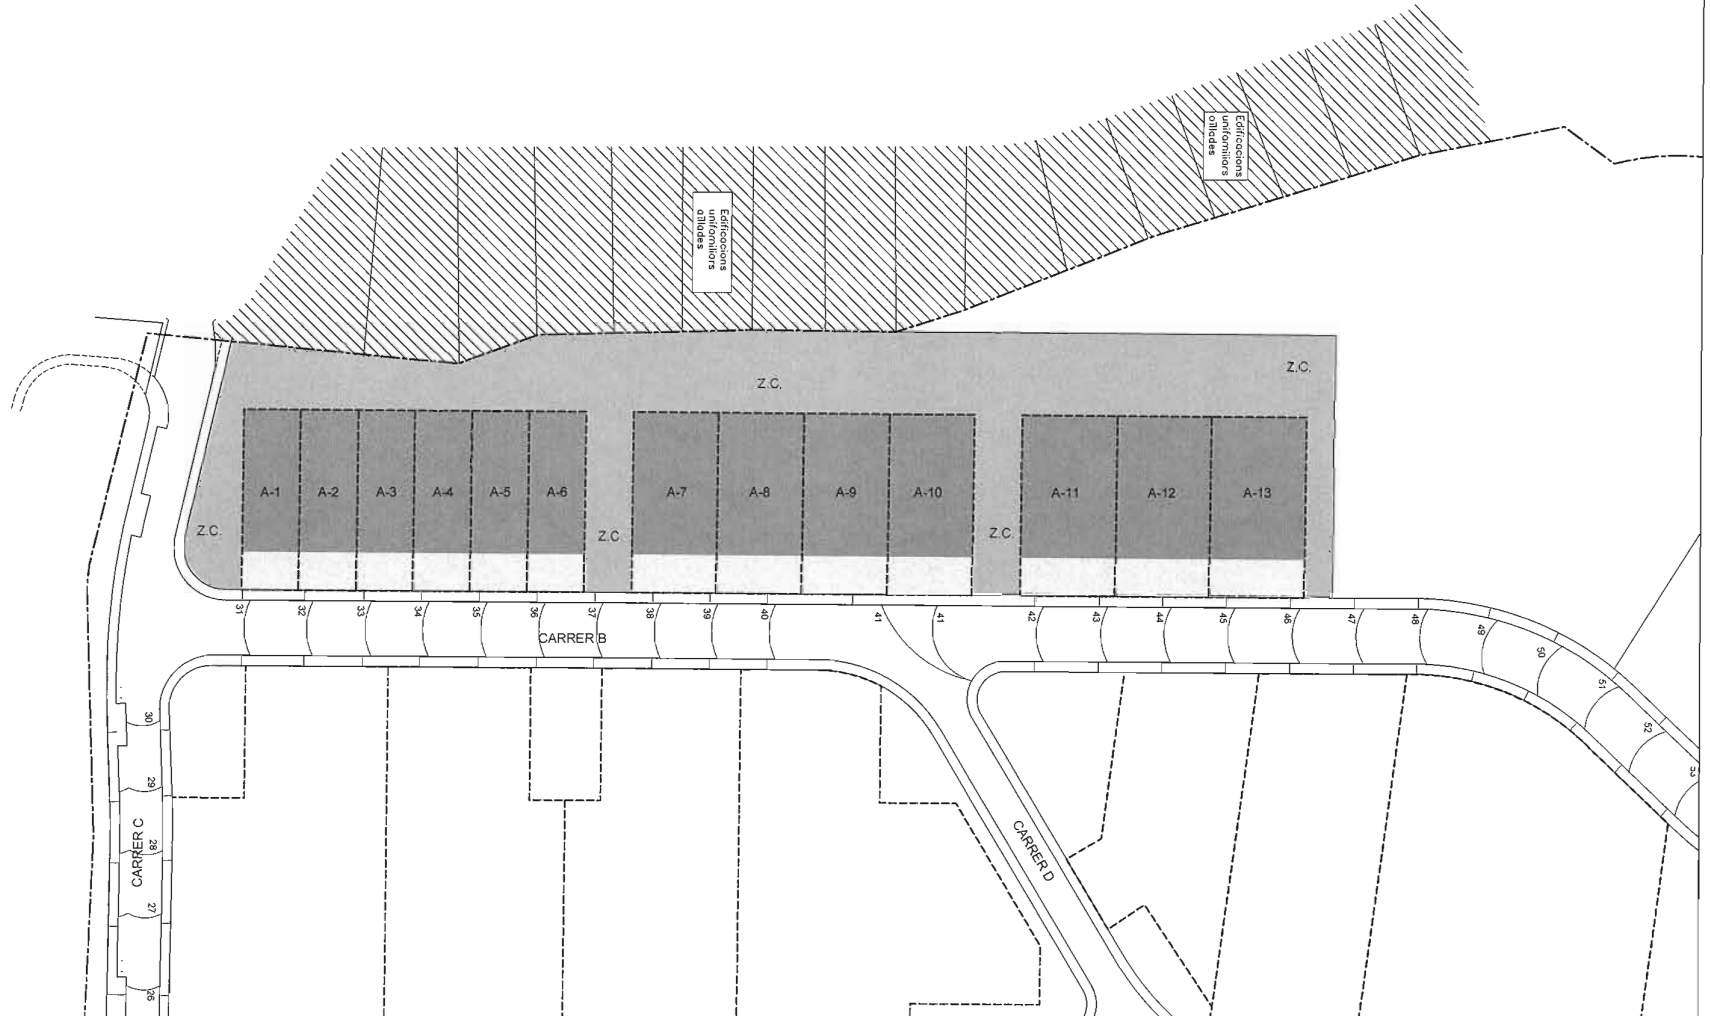 Edificacions
unifamiliars
aïllades
Edificacions
unifamiliars
aïllades
Z.C.
Z.C.
A-1
A-2
A-3
A-4
A-5
A-6
A-7
A-8
A-9
A-10
A-11
A-12
A-13
Z.C.
Z.C
Z.C.
31
32
33
34
35
36
37
38
39
40
41
41
42
43
44
45
46
47
48
49
50
51
52
53
CARRER B
CARRER D
30
29
28
27
26
CARRER C